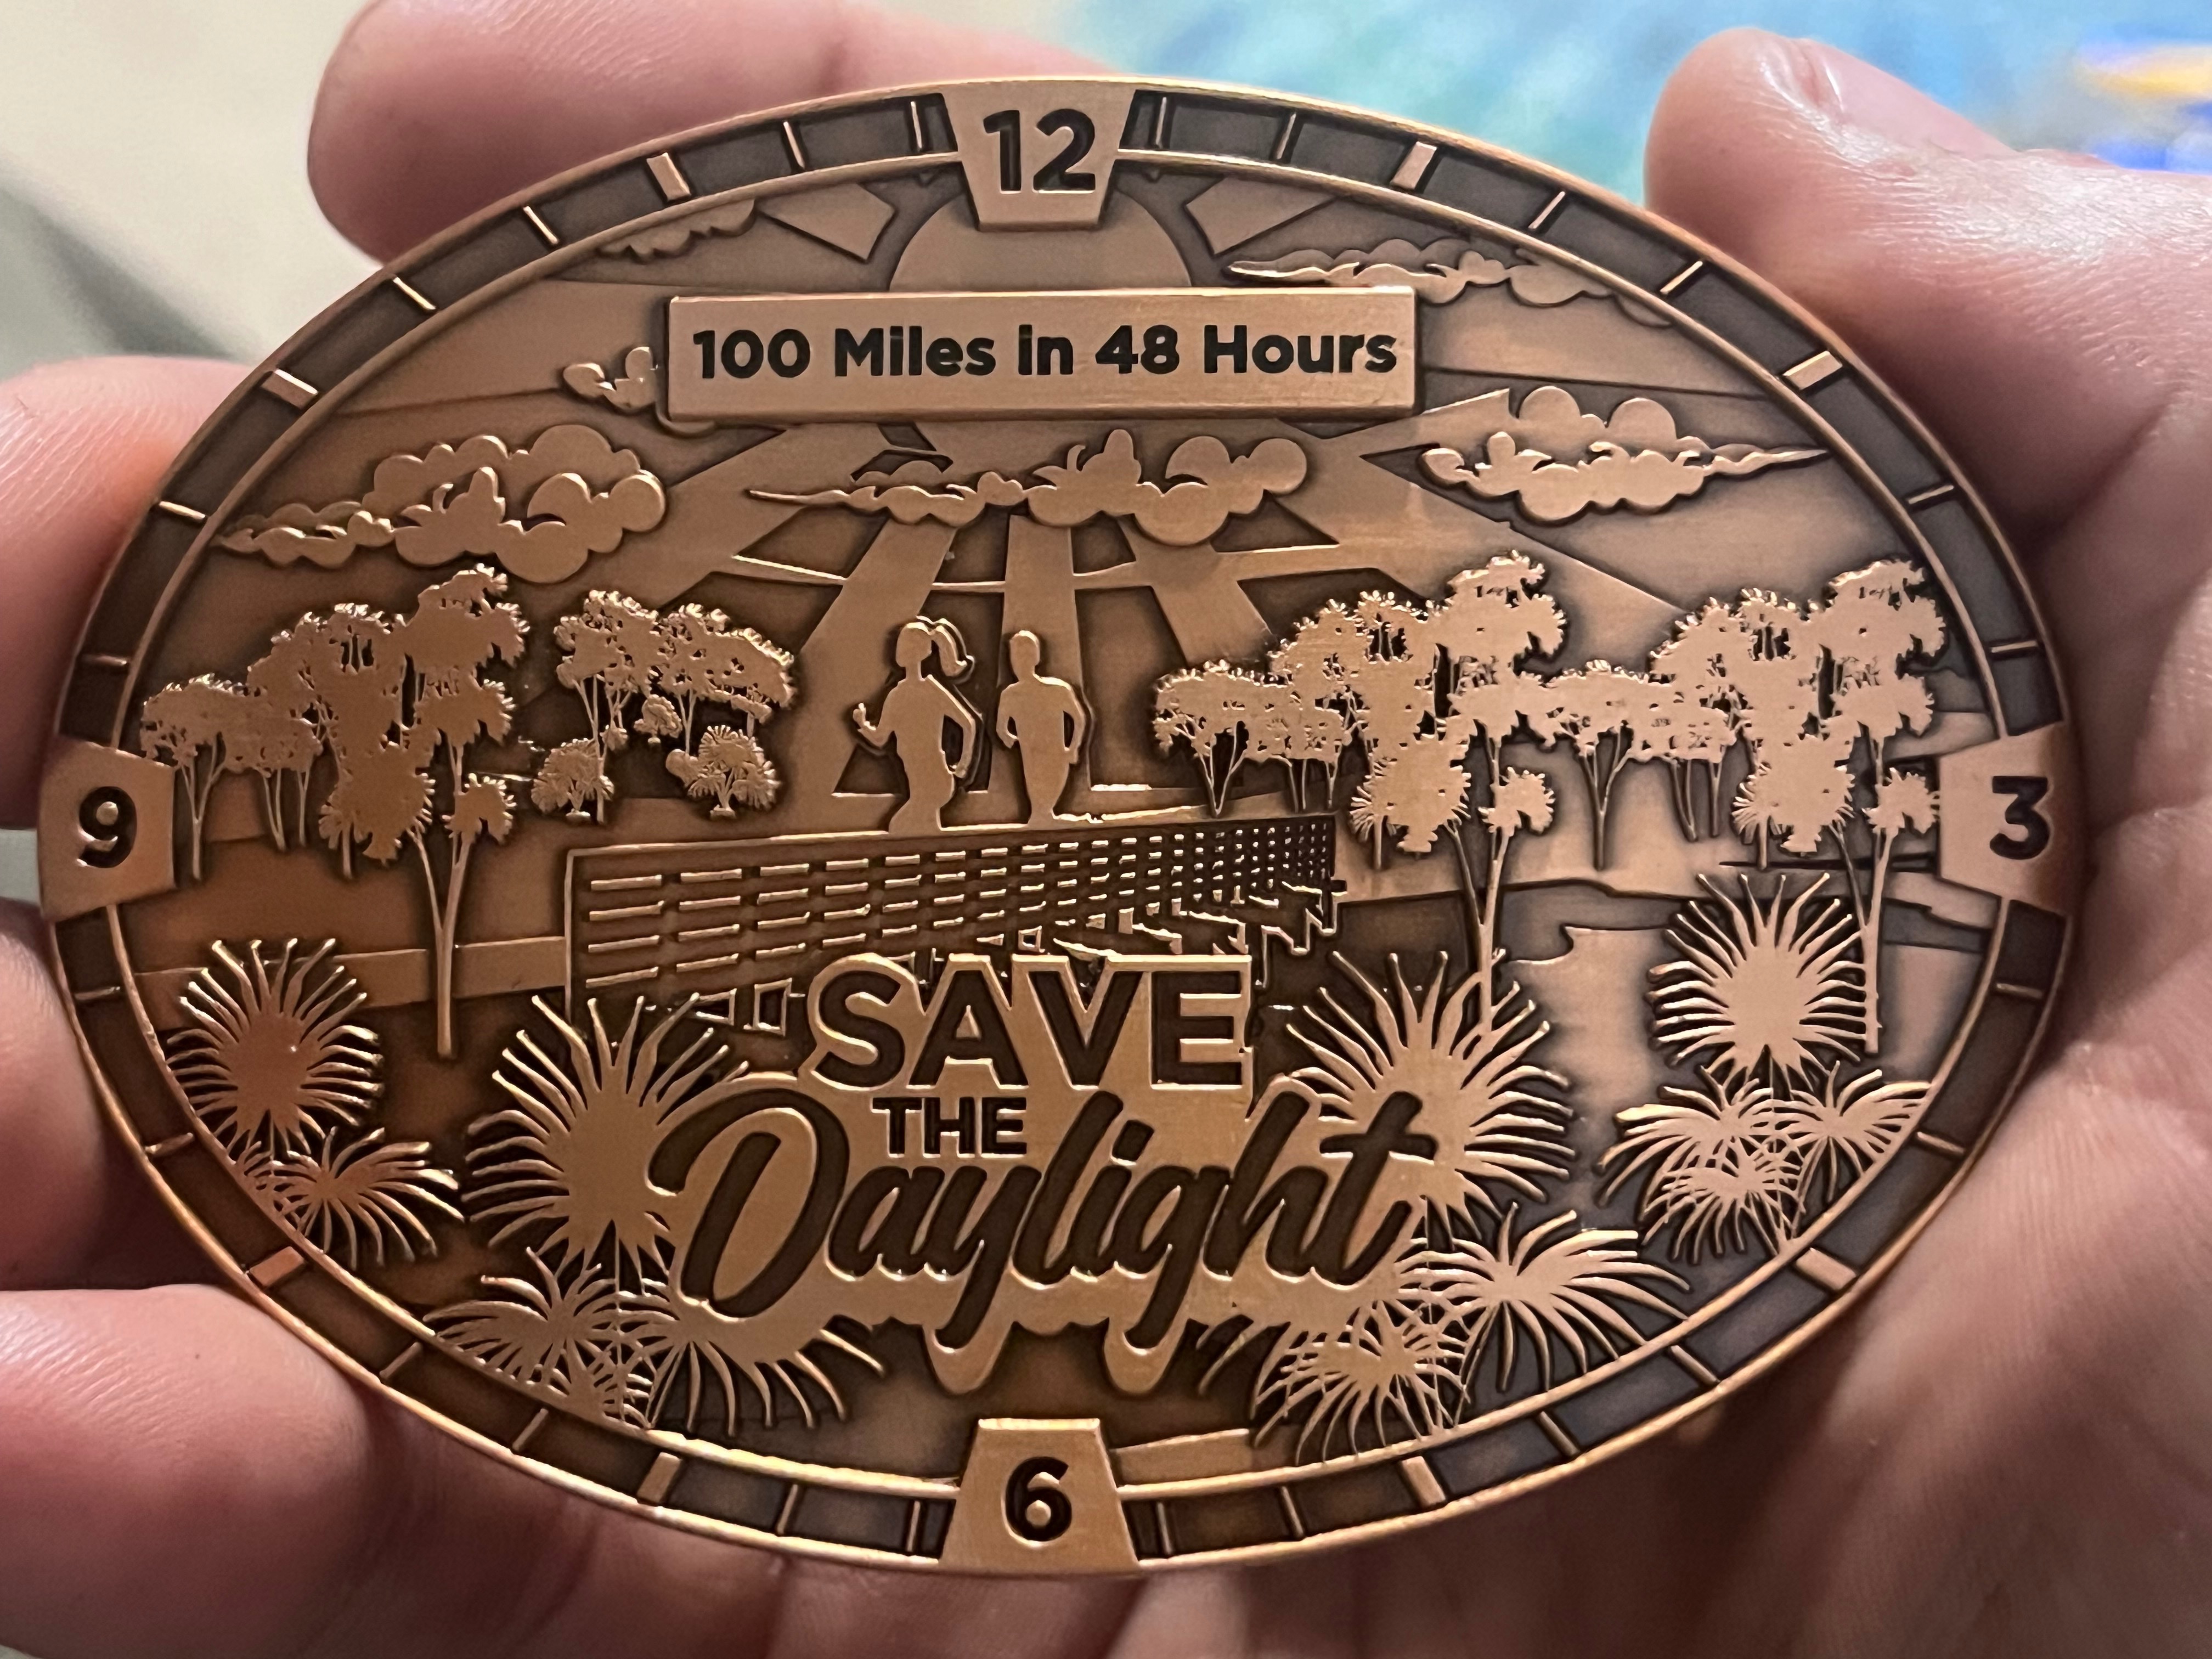 12
100 Miles in 48 Hours
9
3
SAVE
THE
Daylight
6